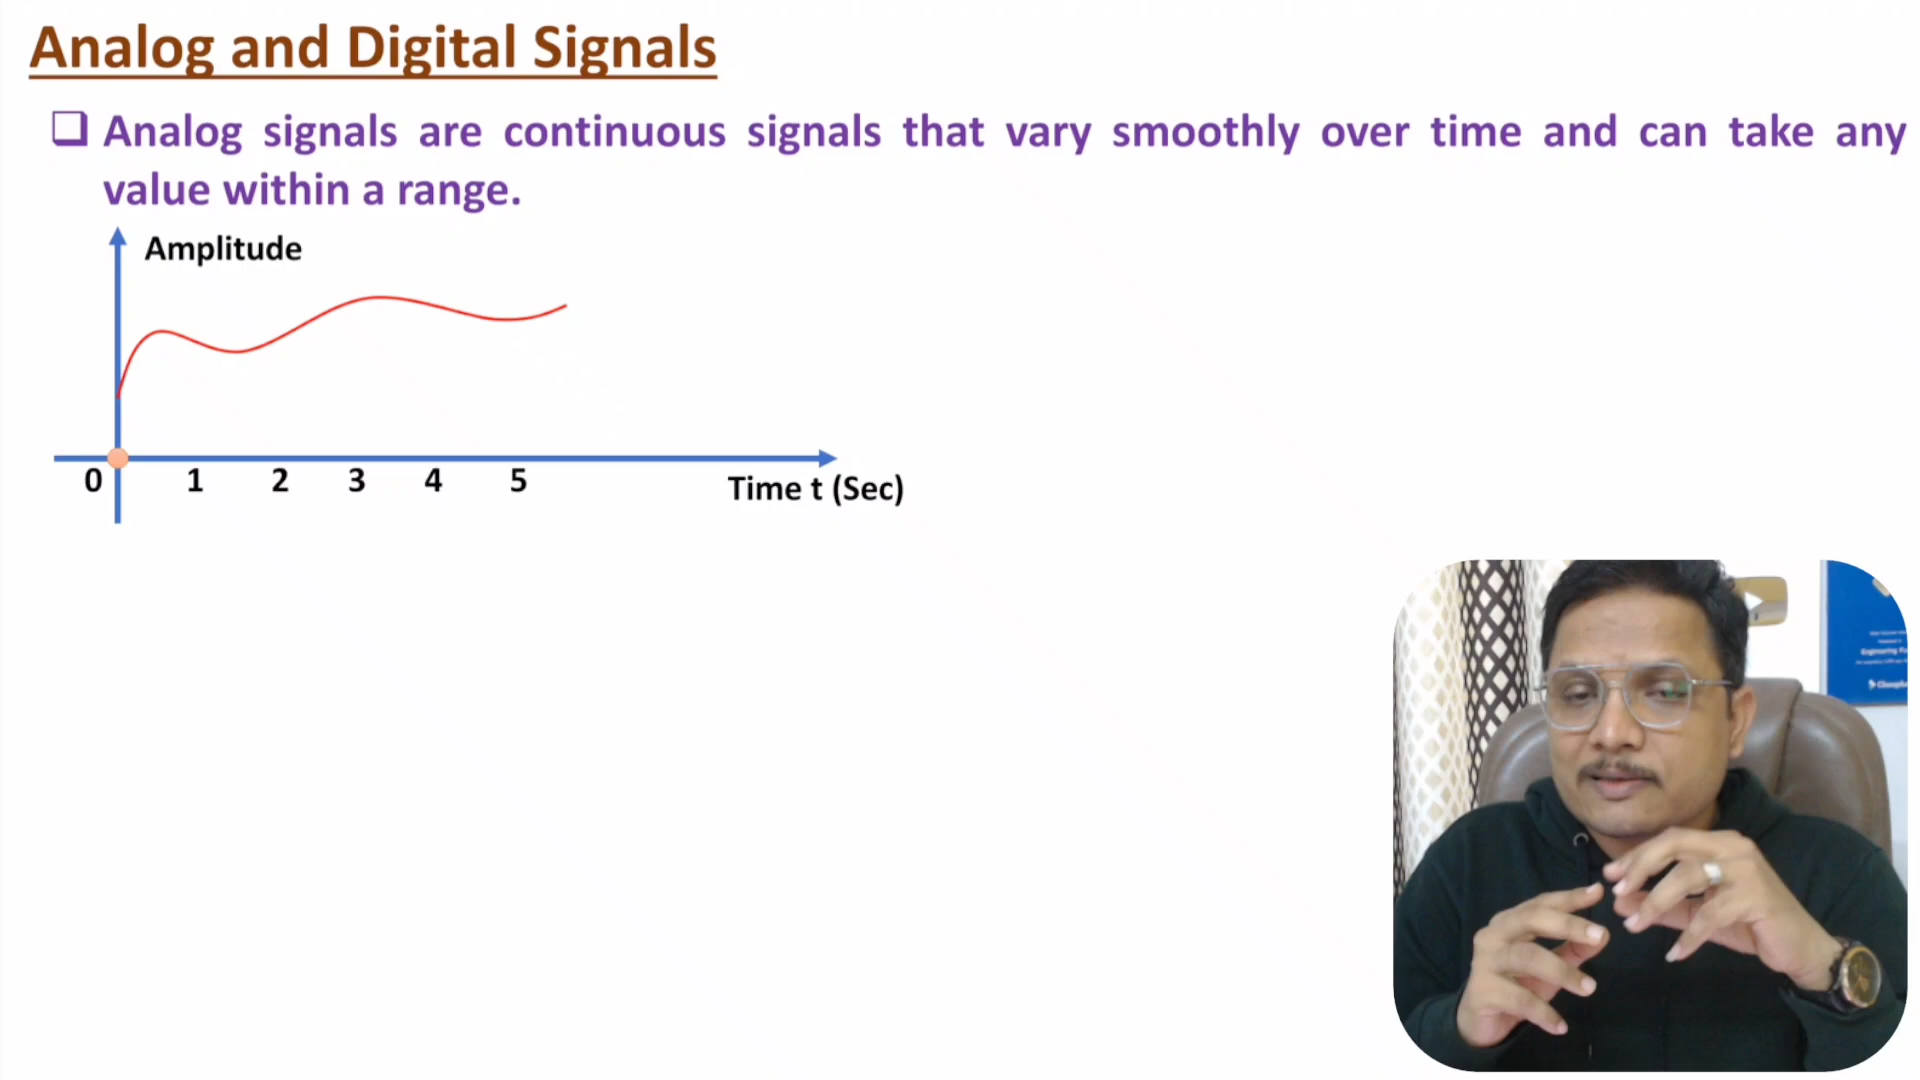 Analog and Digital Signals
Analog signals are continuous signals that vary smoothly over time and can take any
value within a range.
Amplitude
0 1 2 3 4 5
Time t (Sec)
Engineering